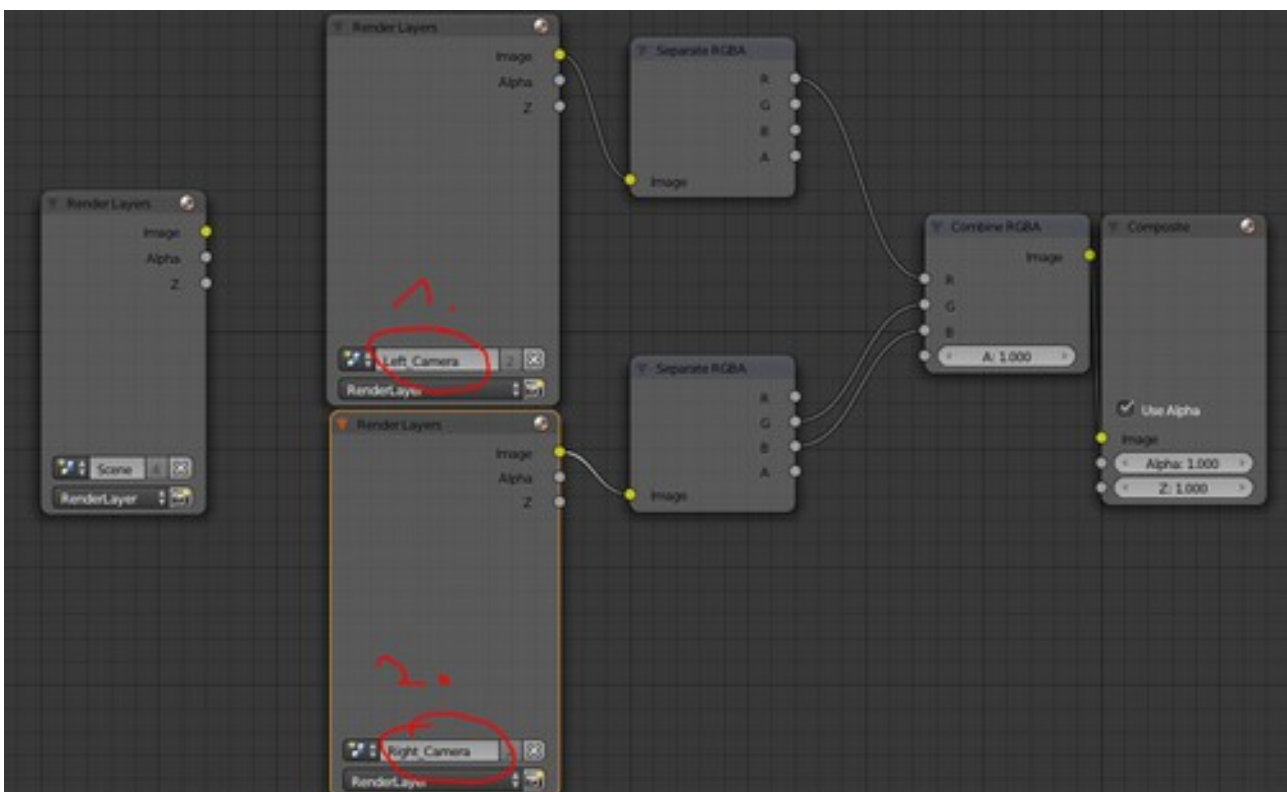 Render Layers
Image
Alpha
Z
Scene 4
RenderLayer
Render Layers
Image
Alpha
Z
1.
Left_Camera 2
RenderLayer
Render Layers
Image
Alpha
Z
2.
Right_Camera
RenderLayer
Separate RGBA
R
G
B
A
Image
Separate RGBA
R
G
B
A
Image
Combine RGBA
Image
R
G
B
A: 1.000
Composite
Use Alpha
Image
Alpha: 1.000
Z: 1.000